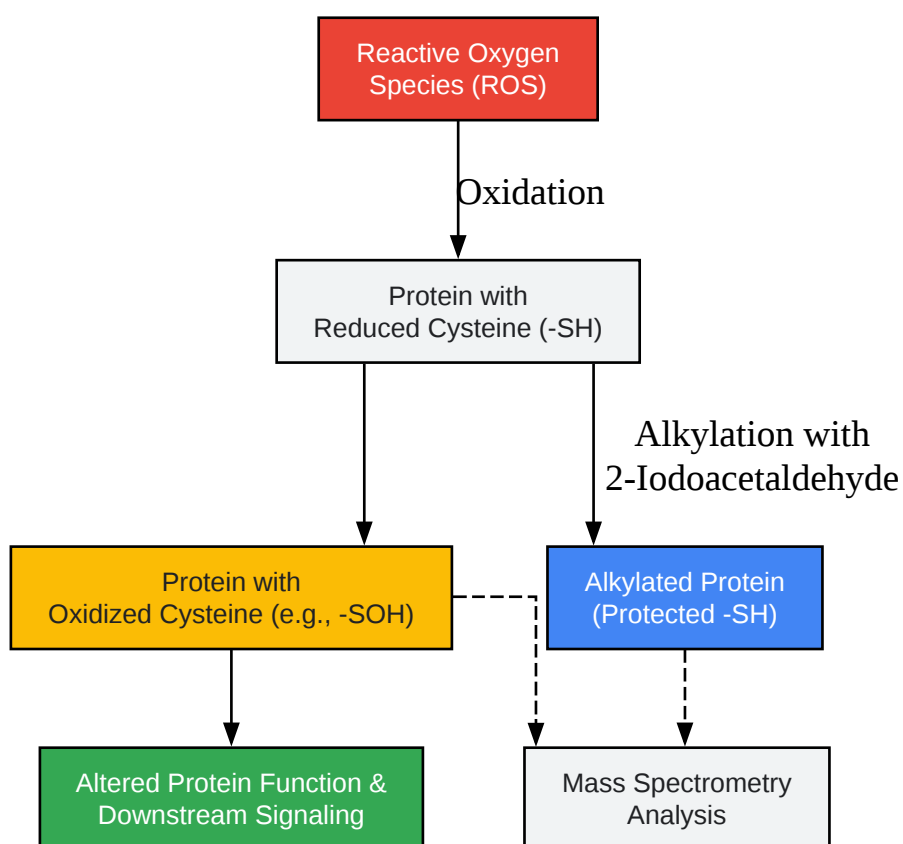 Reactive Oxygen
Species (ROS)
Oxidation
Protein with
Reduced Cysteine (-SH)
Alkylation with
2-Iodoacetaldehyde
Protein with
Oxidized Cysteine (e.g., -SOH)
Alkylated Protein
(Protected -SH)
Altered Protein Function &
Downstream Signaling
Mass Spectrometry
Analysis